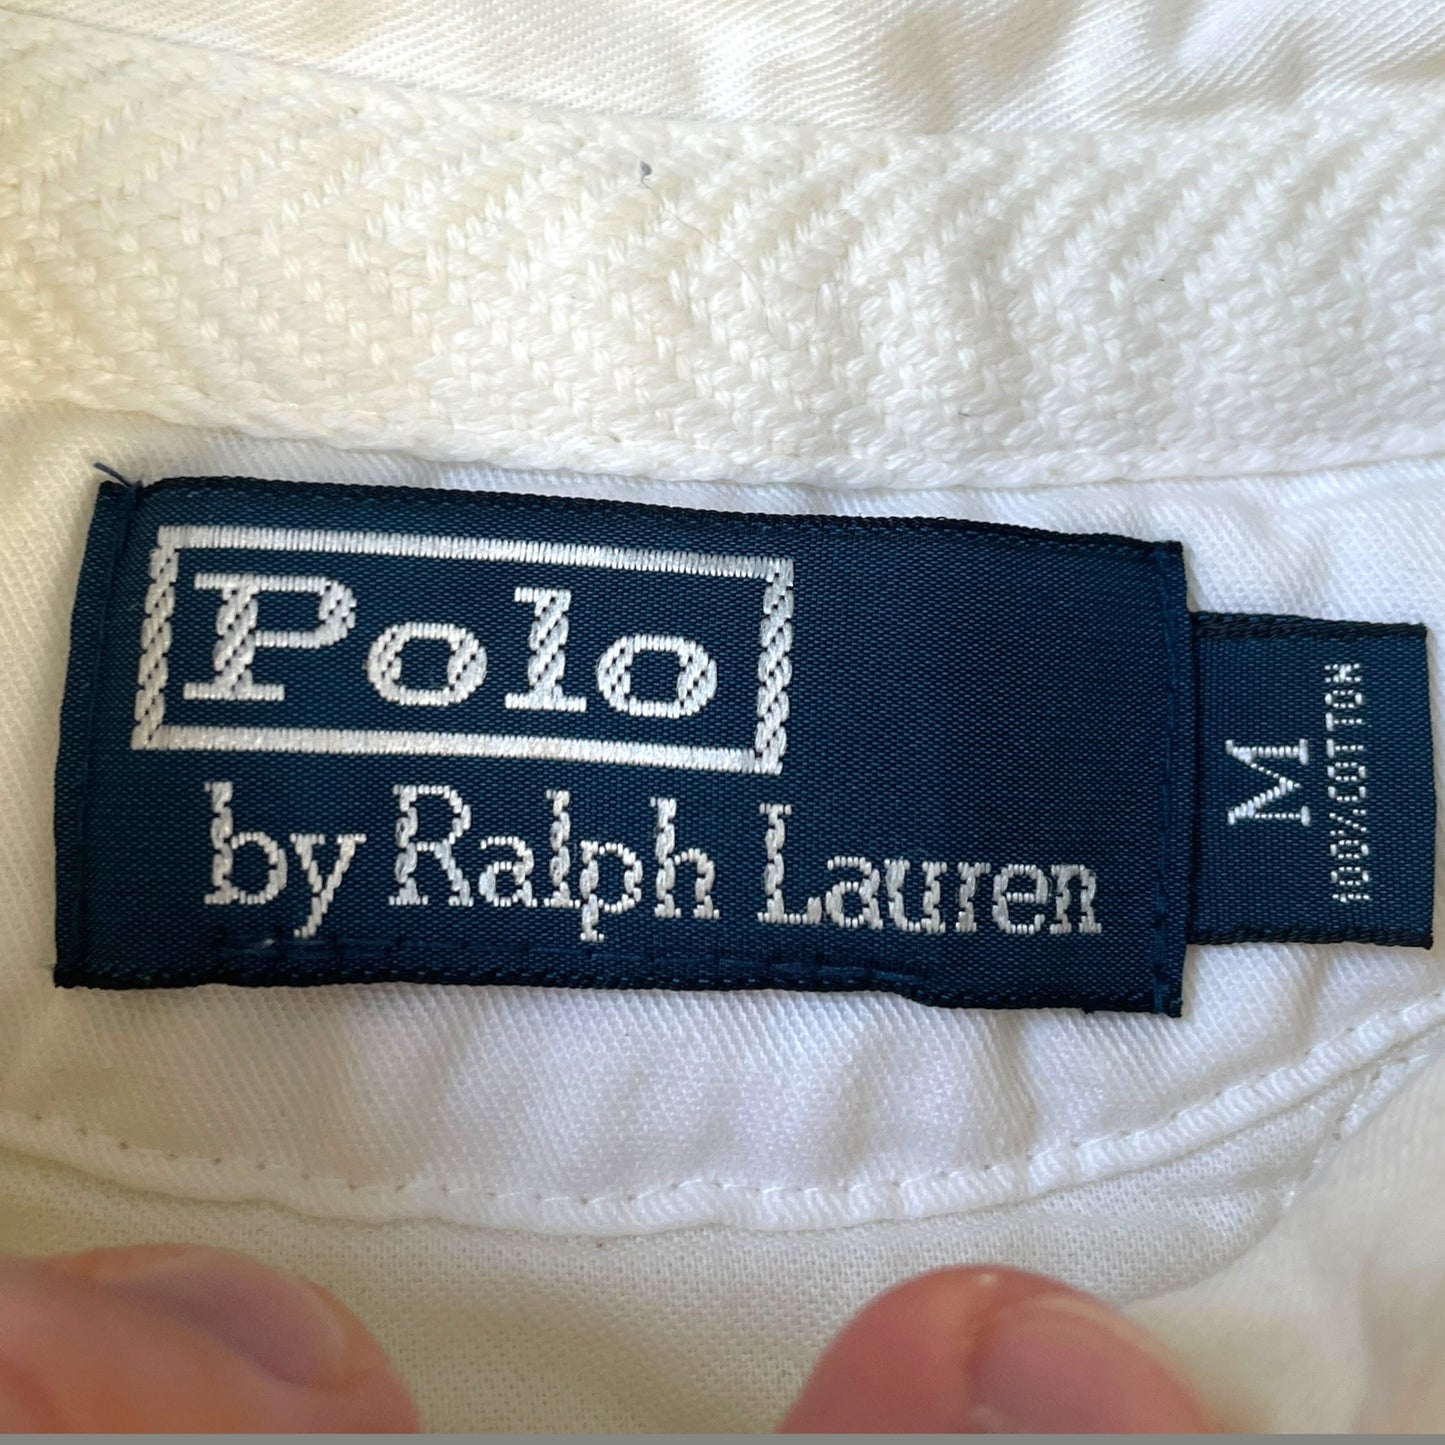 Polo
by Ralph Lauren
M
100% COTTON